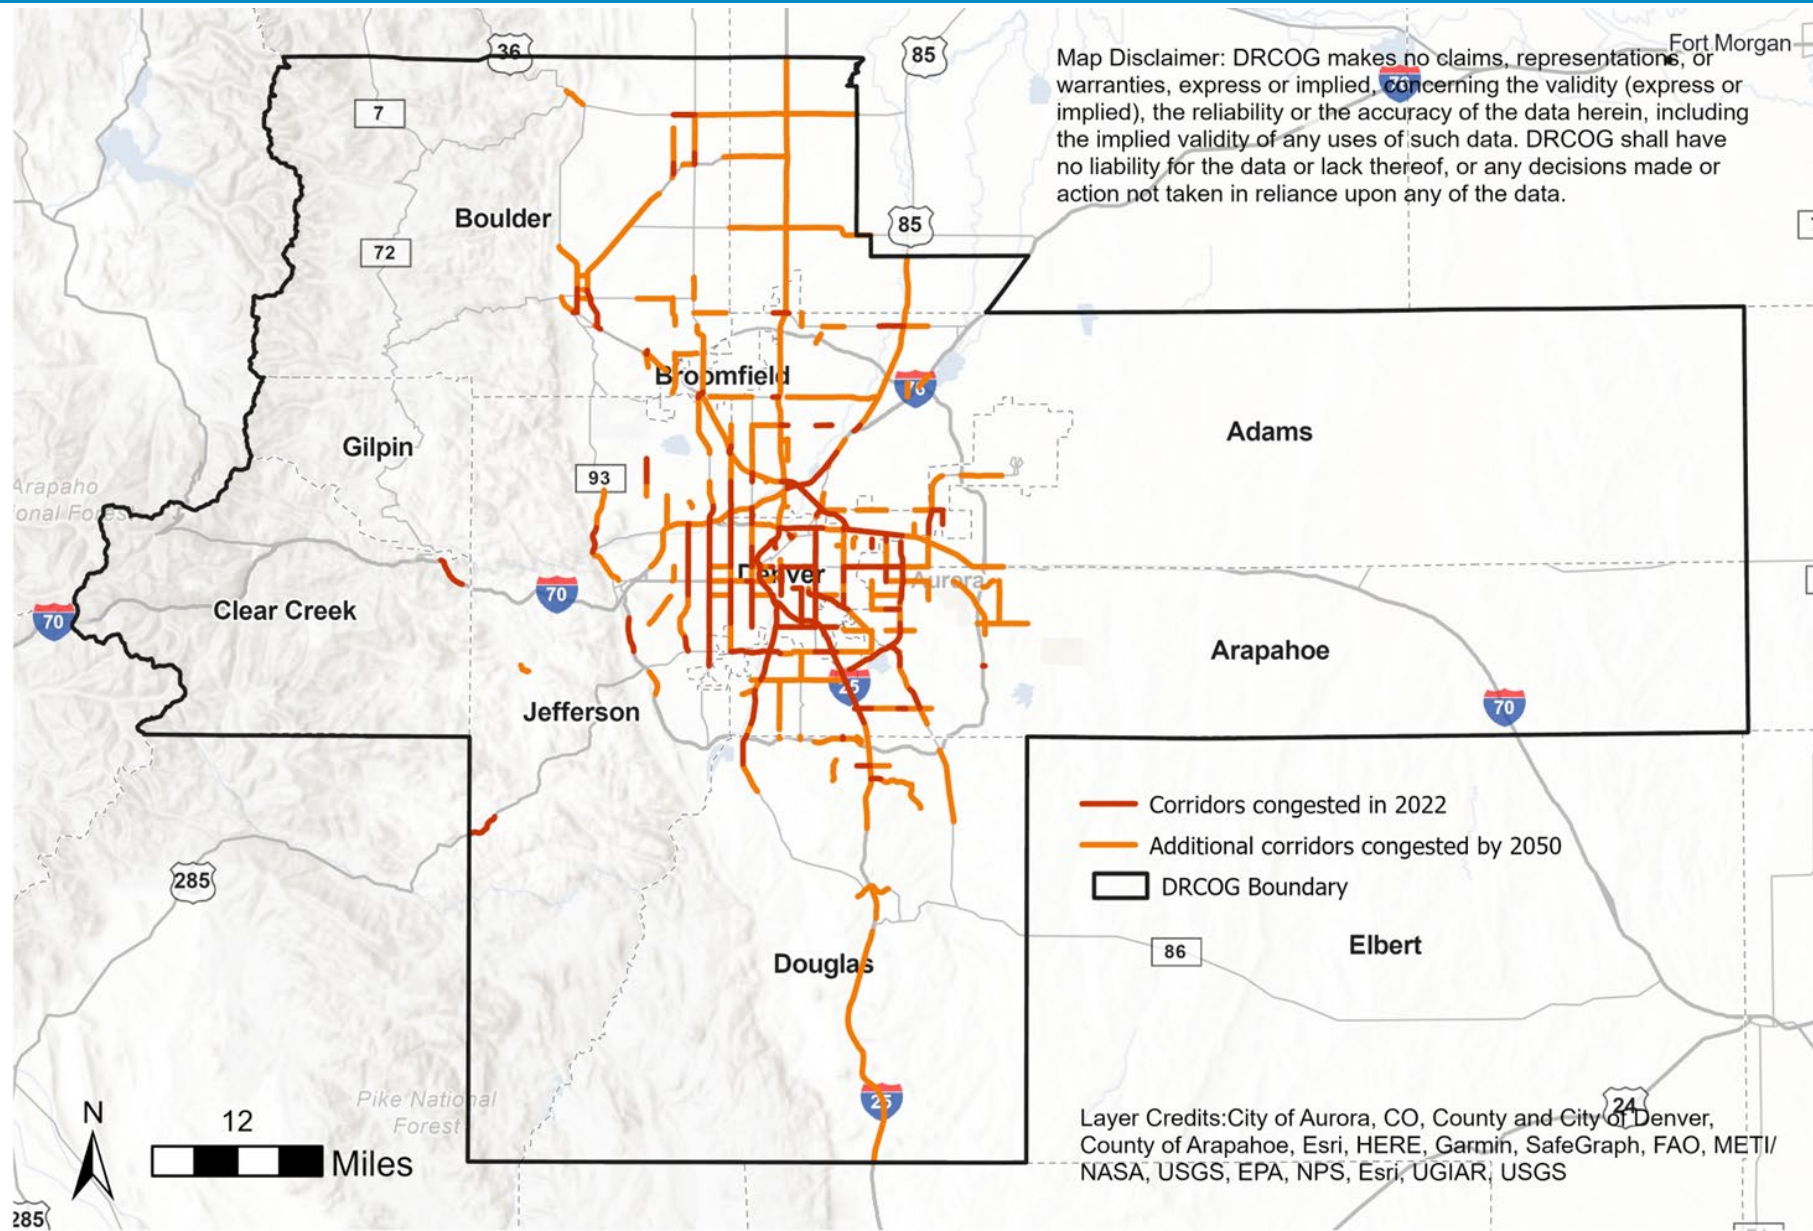 36
85
Fort Morgan
Map Disclaimer: DRCOG makes no claims, representations, or
warranties, express or implied, concerning the validity (express or
implied), the reliability or the accuracy of the data herein, including
the implied validity of any uses of such data. DRCOG shall have
no liability for the data or lack thereof, or any decisions made or
action not taken in reliance upon any of the data.
7
Boulder
85
72
Broomfield
76
Adams
Gilpin
93
Arapaho
ional Forest
Denver
Aurora
70
70
Clear Creek
Arapahoe
25
70
Jefferson
Corridors congested in 2022
Additional corridors congested by 2050
DRCOG Boundary
285
86
Elbert
Douglas
Pike National
Forest
25
24
N
12
Miles
Layer Credits:City of Aurora, CO, County and City of Denver,
County of Arapahoe, Esri, HERE, Garmin, SafeGraph, FAO, METI/
NASA, USGS, EPA, NPS, Esri, UGIAR, USGS
285